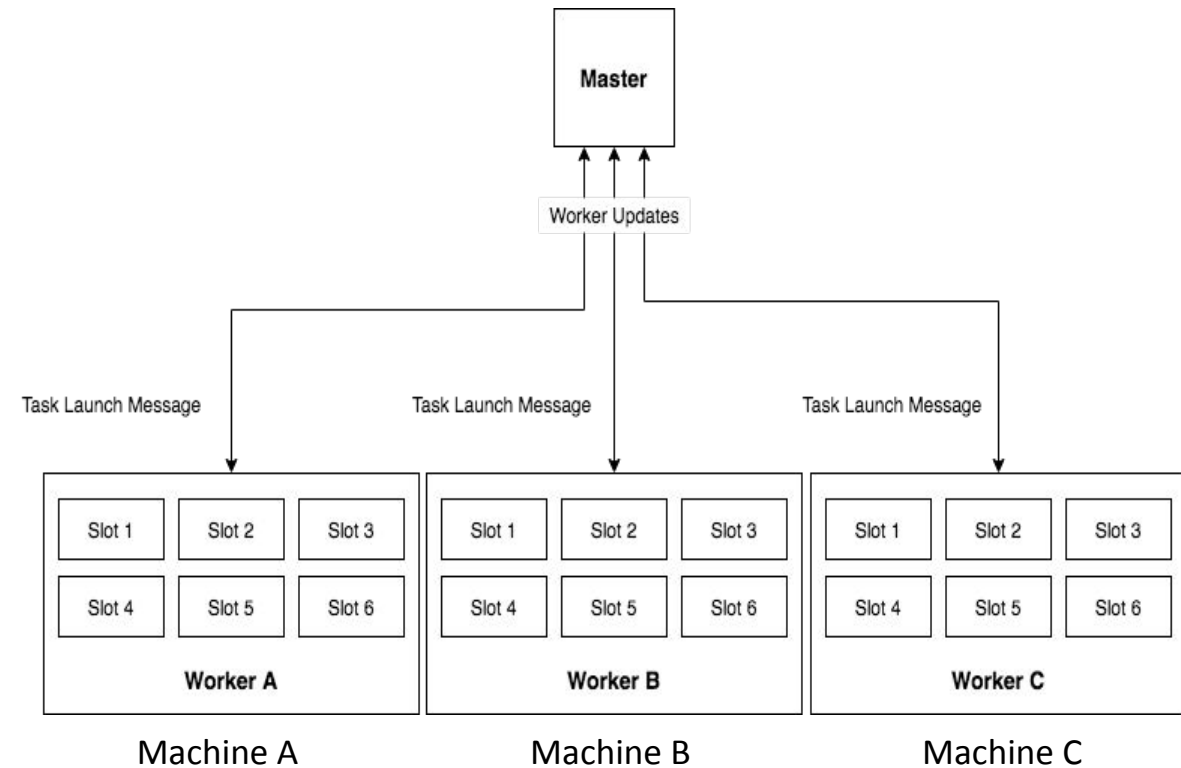 Master
Worker Updates
Task Launch Message
Task Launch Message
Task Launch Message
Slot 1 Slot 2 Slot 3
Slot 4 Slot 5 Slot 6
Worker A
Slot 1 Slot 2 Slot 3
Slot 4 Slot 5 Slot 6
Worker B
Slot 1 Slot 2 Slot 3
Slot 4 Slot 5 Slot 6
Worker C
Machine A
Machine B
Machine C